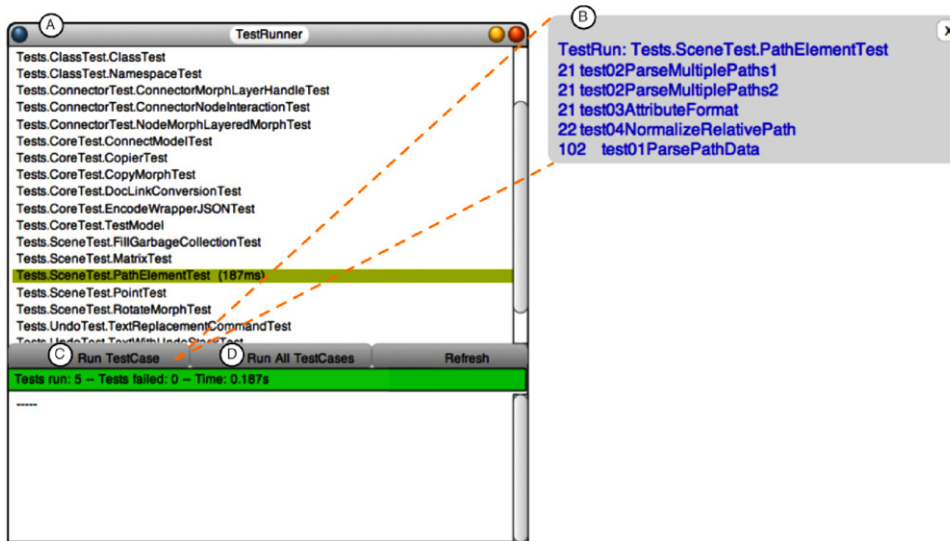 A
TestRunner
Tests.ClassTest.ClassTest
Tests.ClassTest.NamespaceTest
Tests.ConnectorTest.ConnectorMorphLayerHandleTest
Tests.ConnectorTest.ConnectorNodeInteractionTest
Tests.ConnectorTest.NodeMorphLayeredMorphTest
Tests.CoreTest.ConnectModelTest
Tests.CoreTest.CopierTest
Tests.CoreTest.CopyMorphTest
Tests.CoreTest.DocLinkConversionTest
Tests.CoreTest.EncodeWrapperJSONTest
Tests.CoreTest.TestModel
Tests.SceneTest.FillGarbageCollectionTest
Tests.SceneTest.MatrixTest
Tests.SceneTest.PathElementTest (187ms)
Tests.SceneTest.PointTest
Tests.SceneTest.RotateMorphTest
Tests.UndoTest.TextReplacementCommandTest
Tests.UndoTest.TextWithUndoStackTest
C Run TestCase
D Run All TestCases
Refresh
Tests run: 5 -- Tests failed: 0 -- Time: 0.187s
-----
B
X
TestRun: Tests.SceneTest.PathElementTest
21 test02ParseMultiplePaths1
21 test02ParseMultiplePaths2
21 test03AttributeFormat
22 test04NormalizeRelativePath
102 test01ParsePathData